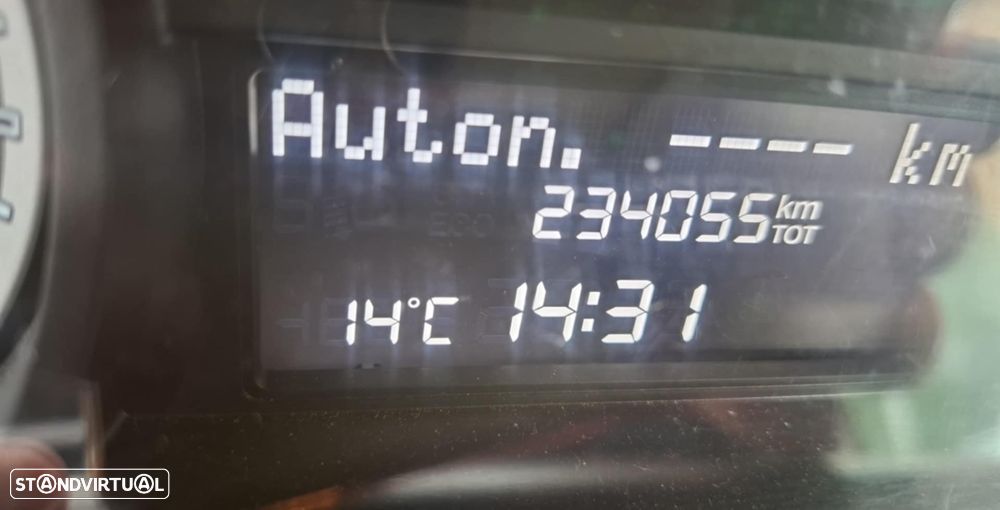 Auton. ---- km
234055 km TOT
14°C 14:31
STANDVIRTUAL